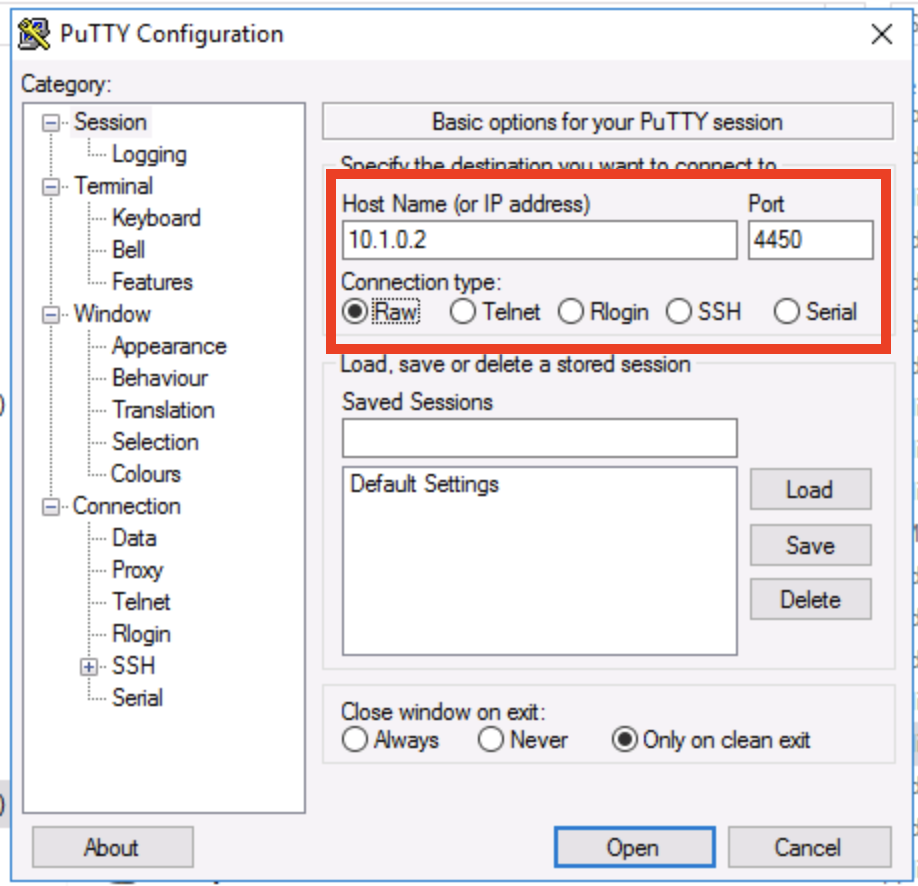 PuTTY Configuration
Category:
Session
Logging
Terminal
Keyboard
Bell
Features
Window
Appearance
Behaviour
Translation
Selection
Colours
Connection
Data
Proxy
Telnet
Rlogin
SSH
Serial
Basic options for your PuTTY session
Specify the destination you want to connect to
Host Name (or IP address) Port
10.1.0.2 4450
Connection type:
Raw Telnet Rlogin SSH Serial
Load, save or delete a stored session
Saved Sessions
Default Settings
Load
Save
Delete
Close window on exit:
Always Never Only on clean exit
About Open Cancel